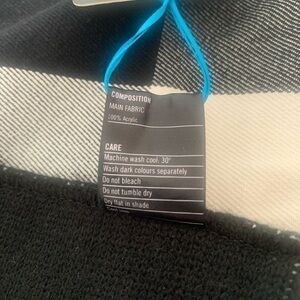 COMPOSITION
MAIN FABRIC
100% Acrylic
CARE
Machine wash cool. 30°
Wash dark colours separately
Do not bleach
Do not tumble dry
Dry flat in shade